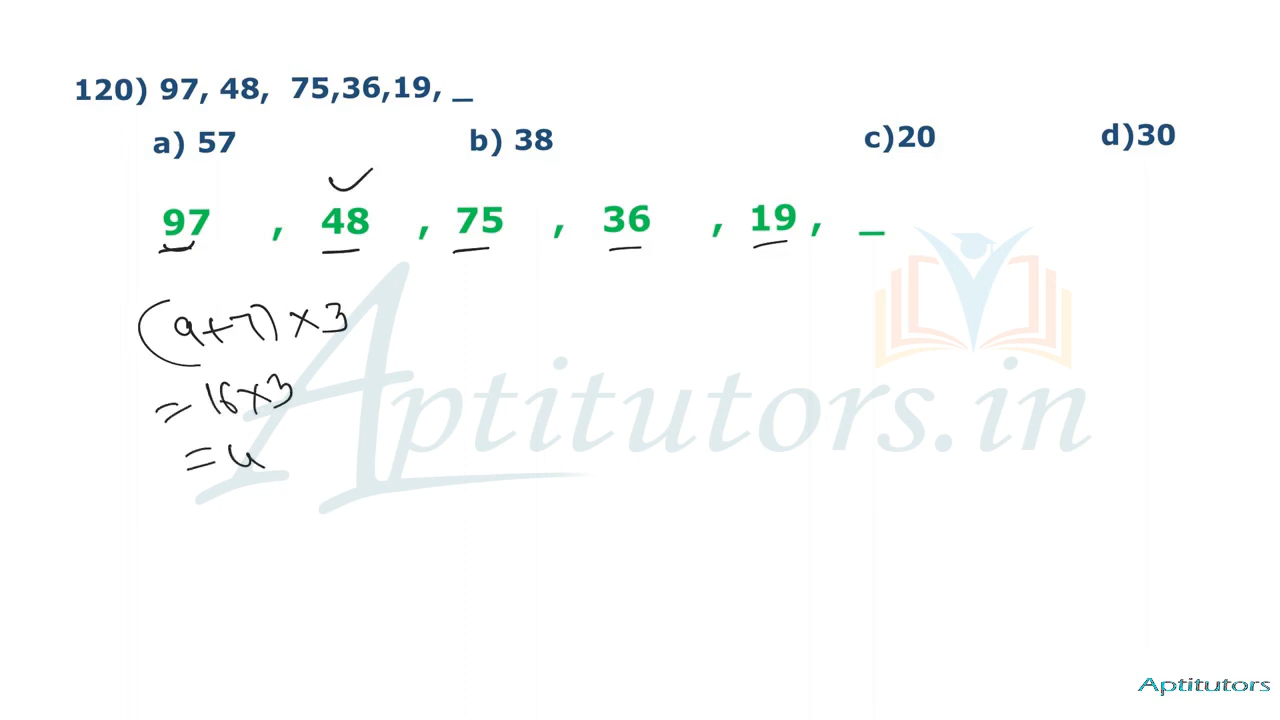 120) 97, 48, 75,36,19, _
a) 57 b) 38 c)20 d)30
97 , 48 , 75 , 36 , 19 , _
(9+7) × 3
= 16 × 3
= 4
Aptitutors.in
Aptitutors